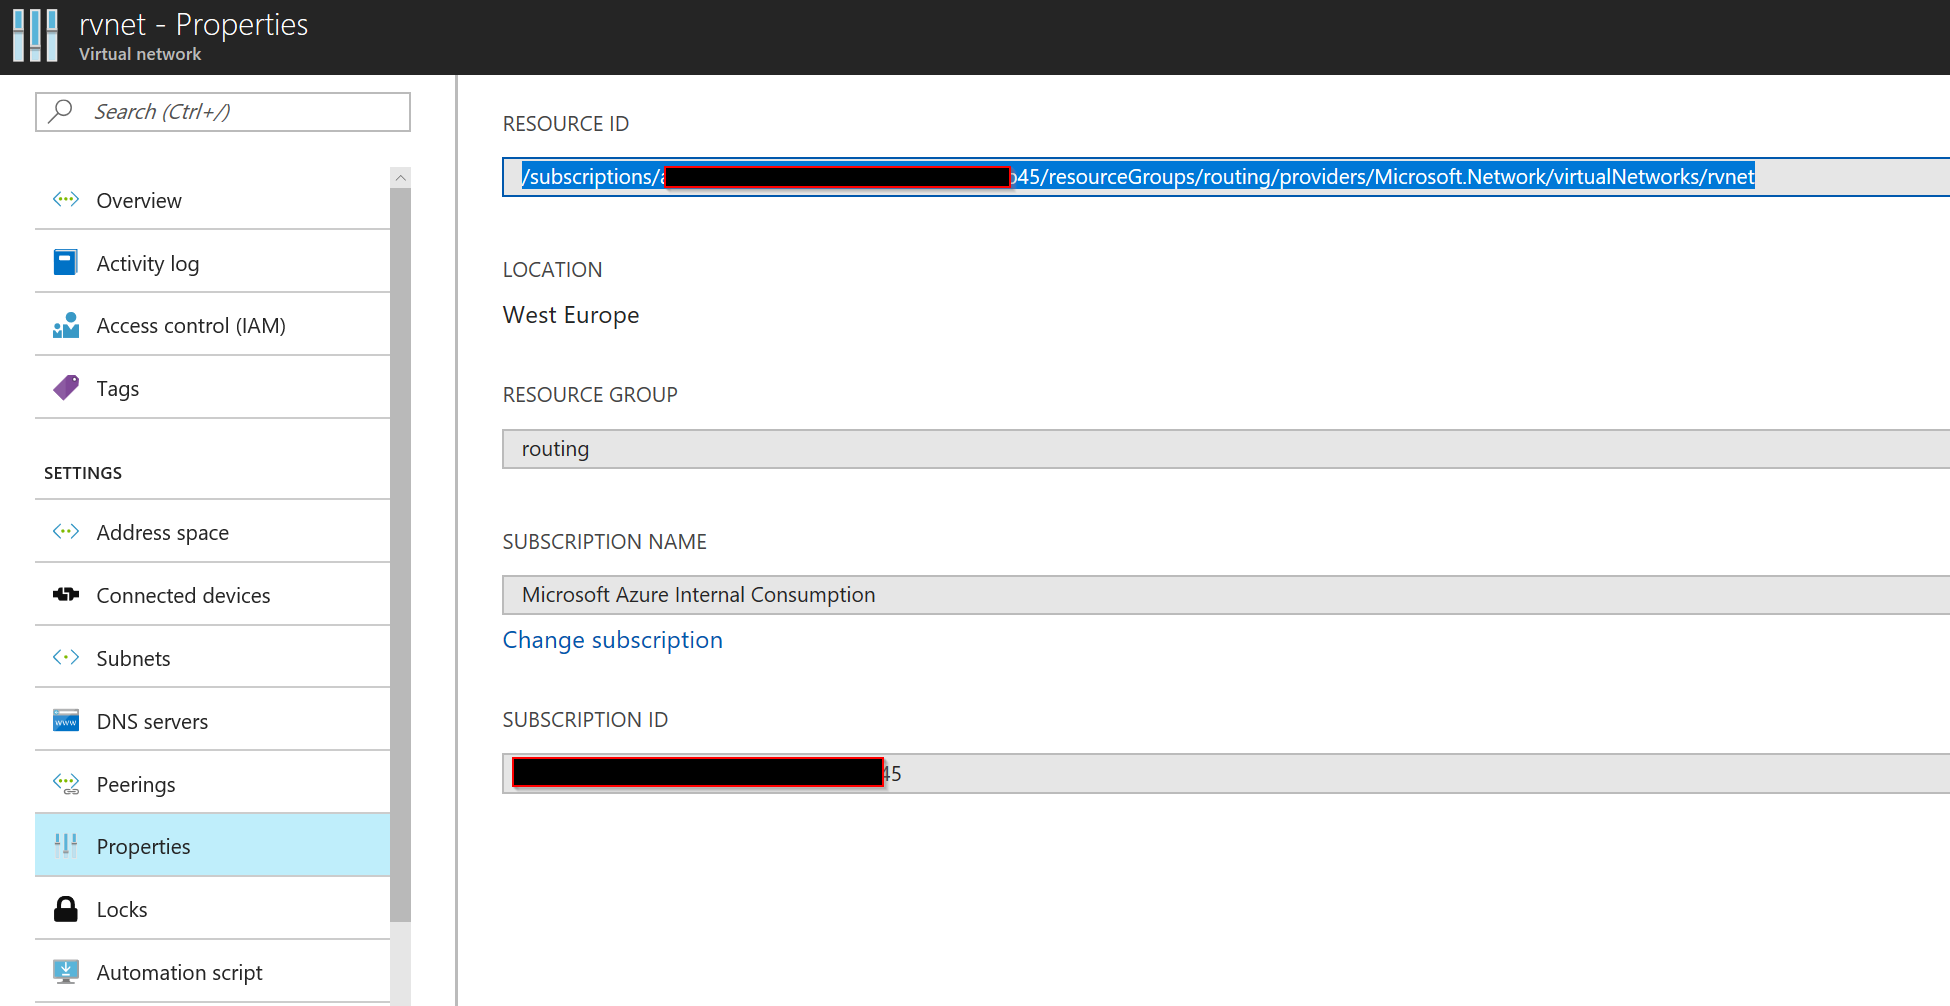 rvnet - Properties
Virtual network
Search (Ctrl+/)
Overview
Activity log
Access control (IAM)
Tags
SETTINGS
Address space
Connected devices
Subnets
DNS servers
Peerings
Properties
Locks
Automation script
RESOURCE ID
/subscriptions/ 45/resourceGroups/routing/providers/Microsoft.Network/virtualNetworks/rvnet
LOCATION
West Europe
RESOURCE GROUP
routing
SUBSCRIPTION NAME
Microsoft Azure Internal Consumption
Change subscription
SUBSCRIPTION ID
45